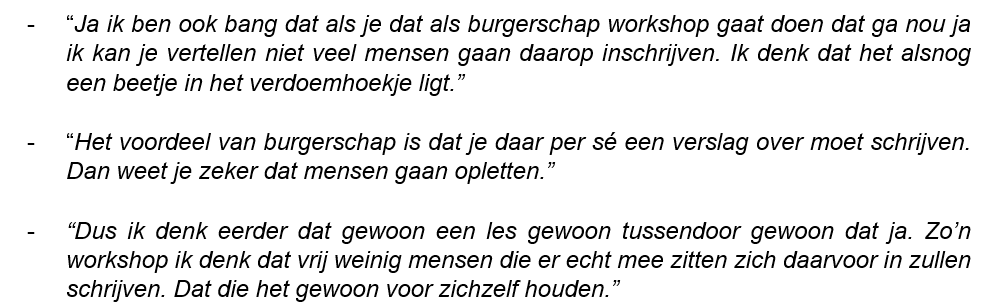 - “Ja ik ben ook bang dat als je dat als burgerschap workshop gaat doen dat ga nou ja
ik kan je vertellen niet veel mensen gaan daarop inschrijven. Ik denk dat het alsnog
een beetje in het verdoemhoekje ligt.”
- “Het voordeel van burgerschap is dat je daar per sé een verslag over moet schrijven.
Dan weet je zeker dat mensen gaan opletten.”
- “Dus ik denk eerder dat gewoon een les gewoon tussendoor gewoon dat ja. Zo’n
workshop ik denk dat vrij weinig mensen die er echt mee zitten zich daarvoor in zullen
schrijven. Dat die het gewoon voor zichzelf houden.”